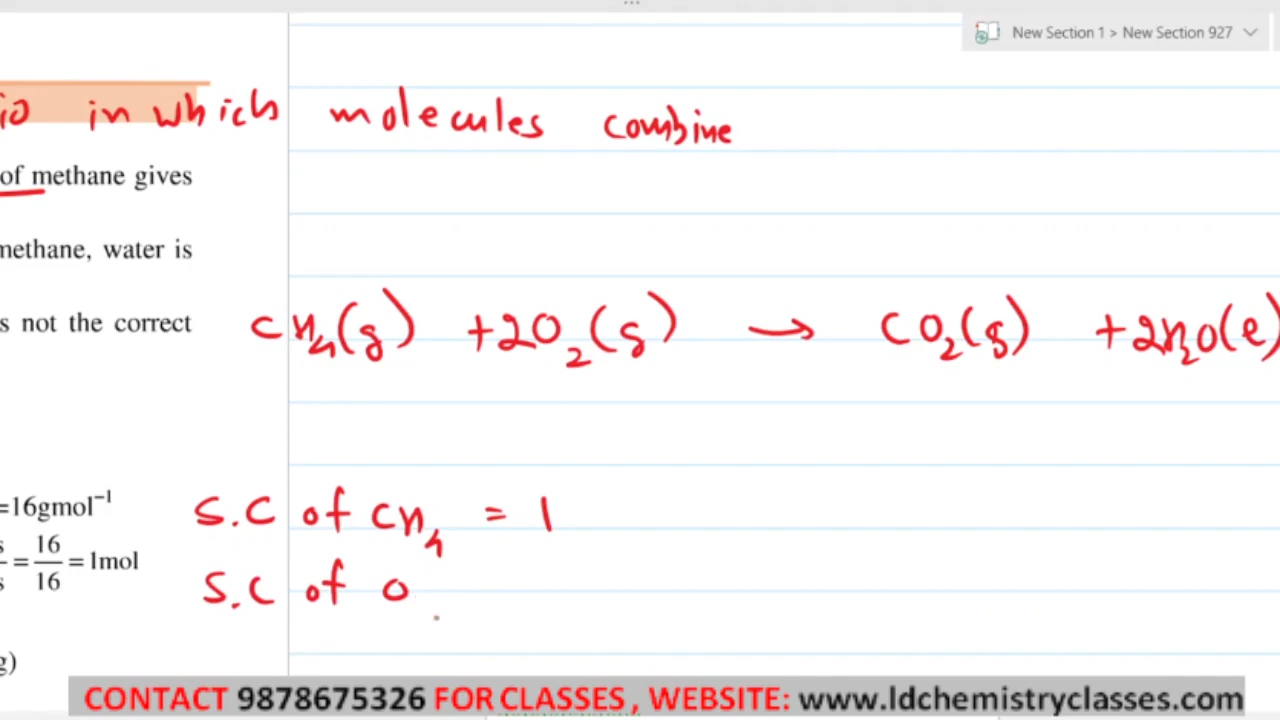 New Section 1 > New Section 927
io in which molecules combine
of methane gives
methane, water is
s not the correct
CH₄(g) + 2O₂(g) → CO₂(g) + 2H₂O(l)
=16gmol⁻¹
S.C of CH₄ = 1
s/s = 16/16 = 1mol
S.C of O
g)
CONTACT 9878675326 FOR CLASSES , WEBSITE: www.ldchemistryclasses.com